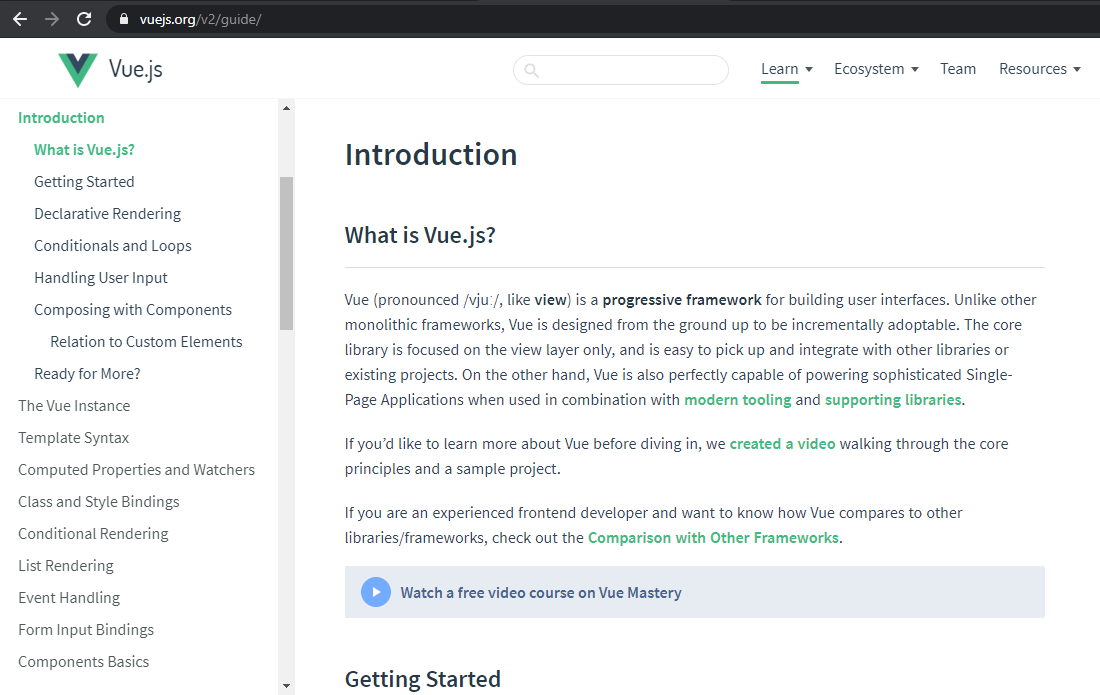 vuejs.org/v2/guide/
Vue.js
Learn
Ecosystem
Team
Resources
Introduction
What is Vue.js?
Getting Started
Declarative Rendering
Conditionals and Loops
Handling User Input
Composing with Components
Relation to Custom Elements
Ready for More?
The Vue Instance
Template Syntax
Computed Properties and Watchers
Class and Style Bindings
Conditional Rendering
List Rendering
Event Handling
Form Input Bindings
Components Basics
Introduction
What is Vue.js?
Vue (pronounced /vjuː/, like view) is a progressive framework for building user interfaces. Unlike other
monolithic frameworks, Vue is designed from the ground up to be incrementally adoptable. The core
library is focused on the view layer only, and is easy to pick up and integrate with other libraries or
existing projects. On the other hand, Vue is also perfectly capable of powering sophisticated Single-
Page Applications when used in combination with modern tooling and supporting libraries.
If you’d like to learn more about Vue before diving in, we created a video walking through the core
principles and a sample project.
If you are an experienced frontend developer and want to know how Vue compares to other
libraries/frameworks, check out the Comparison with Other Frameworks.
Watch a free video course on Vue Mastery
Getting Started